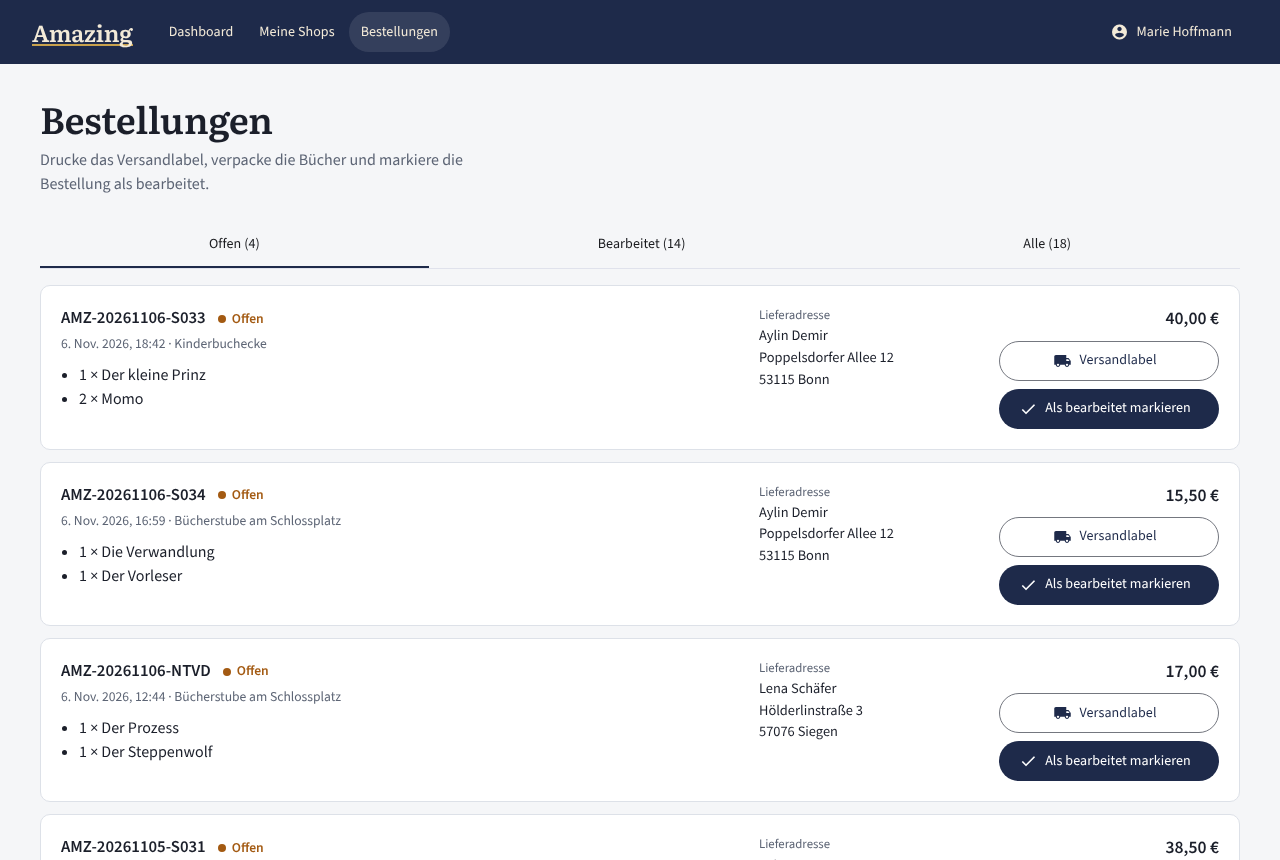 Amazing
Dashboard
Meine Shops
Bestellungen
Marie Hoffmann
Bestellungen
Drucke das Versandlabel, verpacke die Bücher und markiere die
Bestellung als bearbeitet.
Offen (4)
Bearbeitet (14)
Alle (18)
AMZ-20261106-S033
Offen
6. Nov. 2026, 18:42 · Kinderbuchecke
• 1 × Der kleine Prinz
• 2 × Momo
Lieferadresse
Aylin Demir
Poppelsdorfer Allee 12
53115 Bonn
40,00 €
Versandlabel
Als bearbeitet markieren
AMZ-20261106-S034
Offen
6. Nov. 2026, 16:59 · Bücherstube am Schlossplatz
• 1 × Die Verwandlung
• 1 × Der Vorleser
Lieferadresse
Aylin Demir
Poppelsdorfer Allee 12
53115 Bonn
15,50 €
Versandlabel
Als bearbeitet markieren
AMZ-20261106-NTVD
Offen
6. Nov. 2026, 12:44 · Bücherstube am Schlossplatz
• 1 × Der Prozess
• 1 × Der Steppenwolf
Lieferadresse
Lena Schäfer
Hölderlinstraße 3
57076 Siegen
17,00 €
Versandlabel
Als bearbeitet markieren
AMZ-20261105-S031
Offen
Lieferadresse
38,50 €